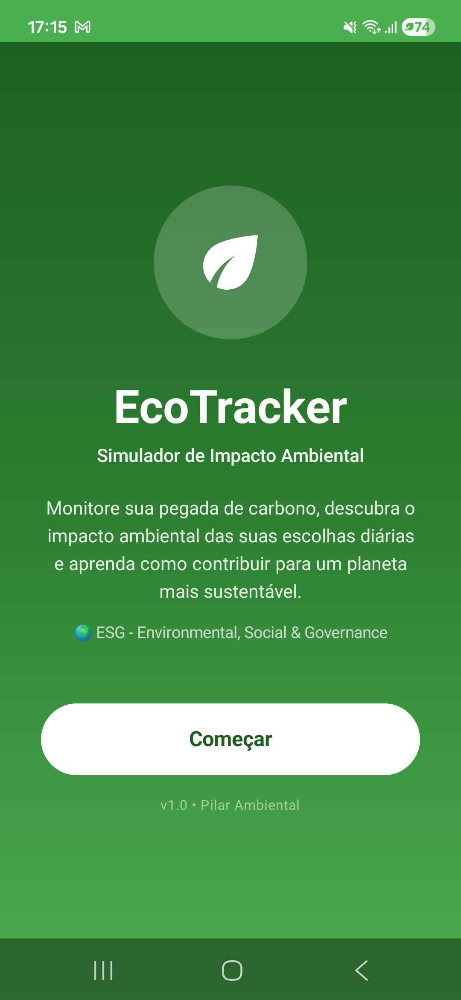 17:15
74
EcoTracker
Simulador de Impacto Ambiental
Monitore sua pegada de carbono, descubra o
impacto ambiental das suas escolhas diárias
e aprenda como contribuir para um planeta
mais sustentável.
🌍 ESG - Environmental, Social & Governance
Começar
v1.0 • Pilar Ambiental